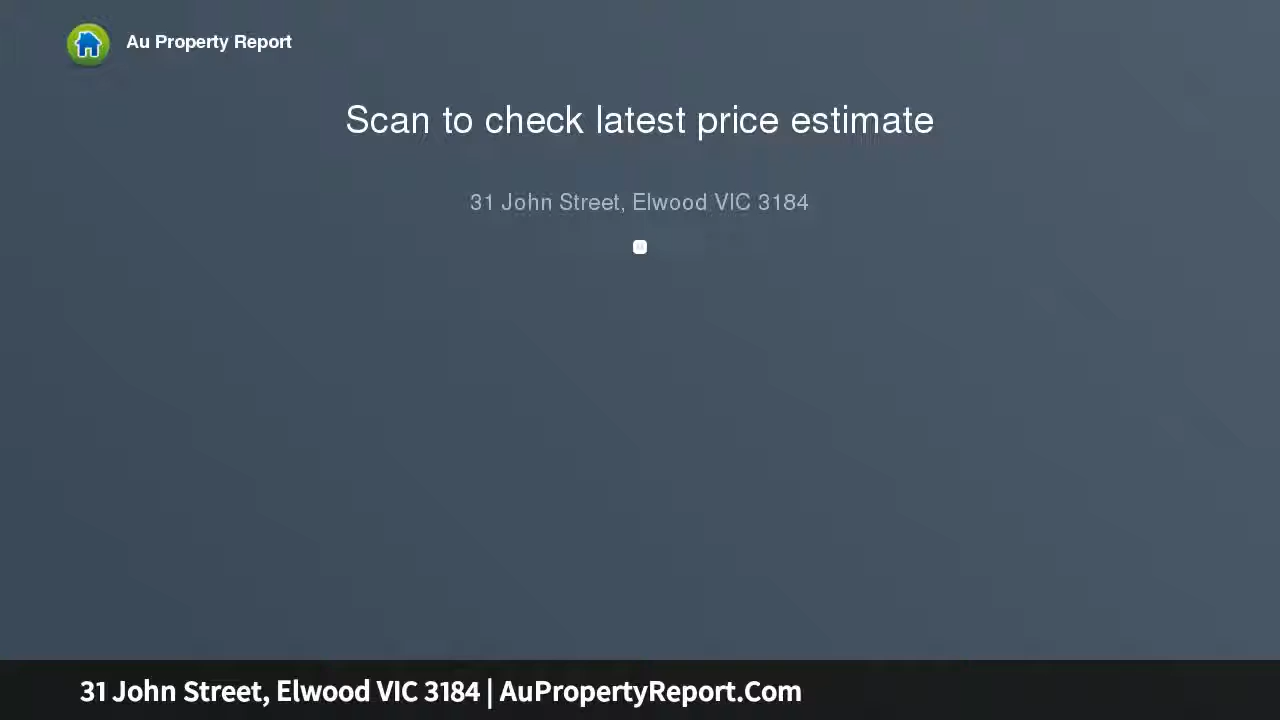 Au Property Report
Scan to check latest price estimate
31 John Street, Elwood VIC 3184
31 John Street, Elwood VIC 3184 | AuPropertyReport.Com